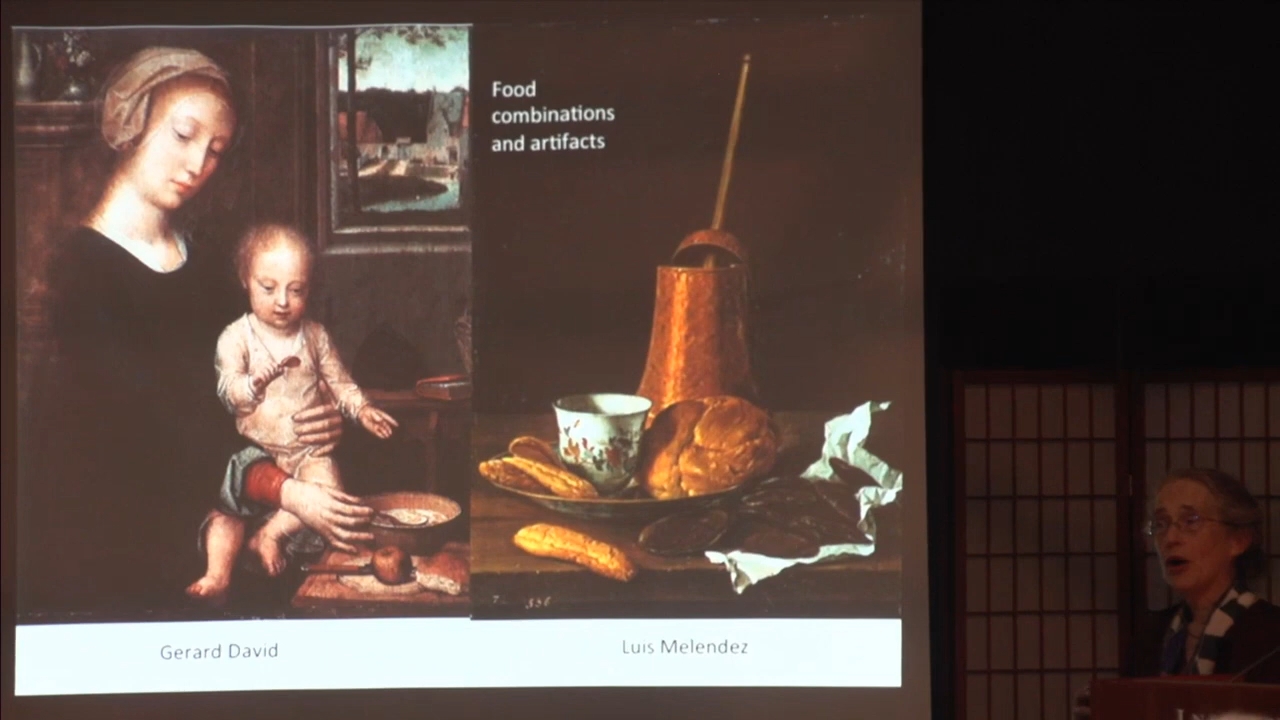 Food
combinations
and artifacts
Gerard David
Luis Melendez